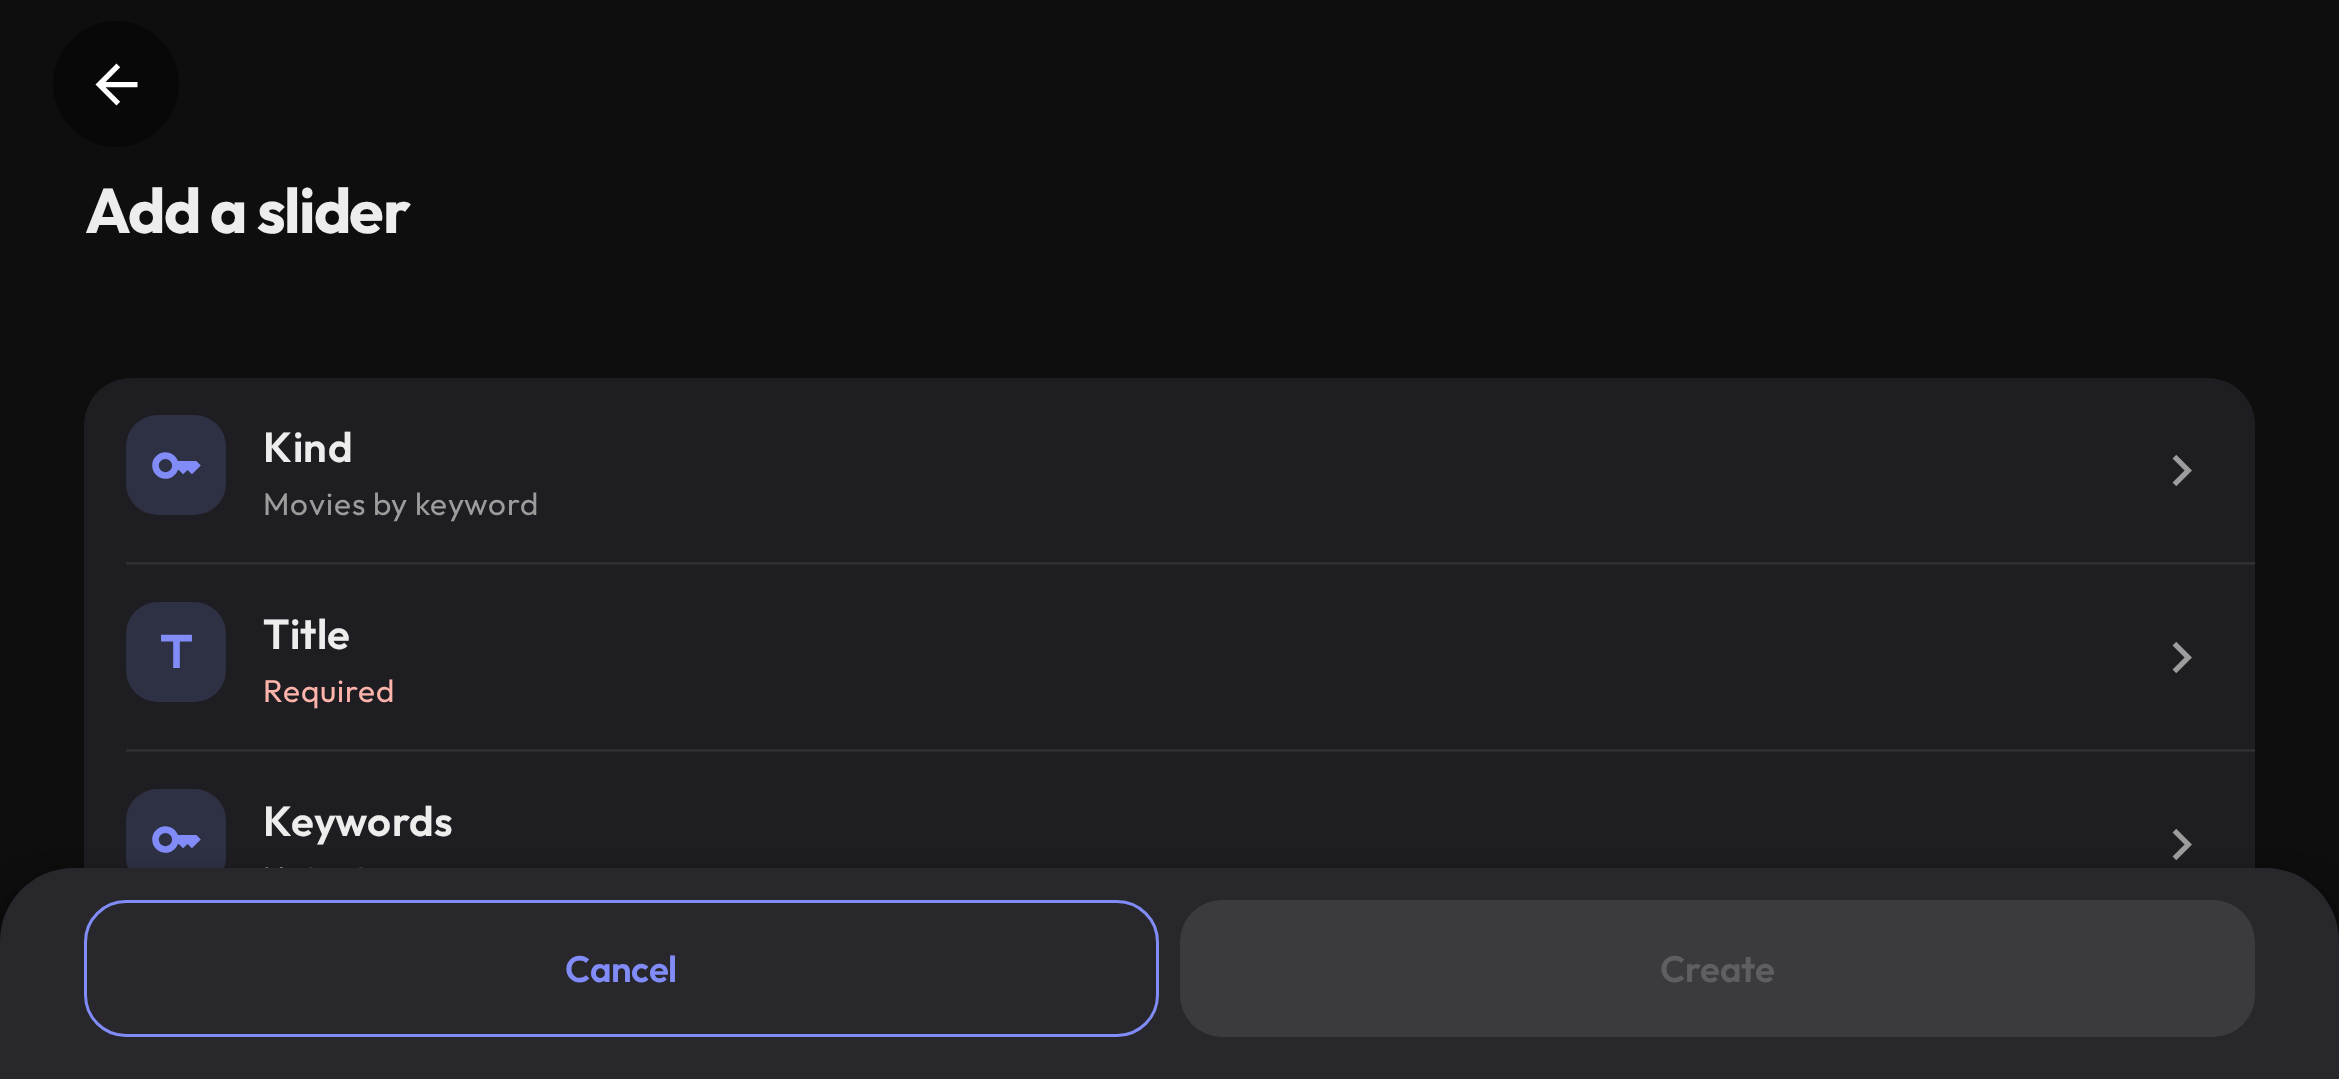 Add a slider
Kind
Movies by keyword
Title
Required
Keywords
Cancel
Create